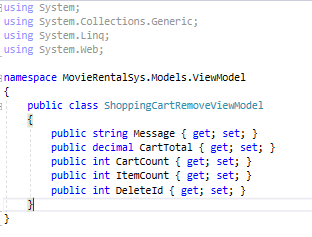 using System;
using System.Collections.Generic;
using System.Linq;
using System.Web;

namespace MovieRentalSys.Models.ViewModel
{
    public class ShoppingCartRemoveViewModel
    {
        public string Message { get; set; }
        public decimal CartTotal { get; set; }
        public int CartCount { get; set; }
        public int ItemCount { get; set; }
        public int DeleteId { get; set; }
    }
}